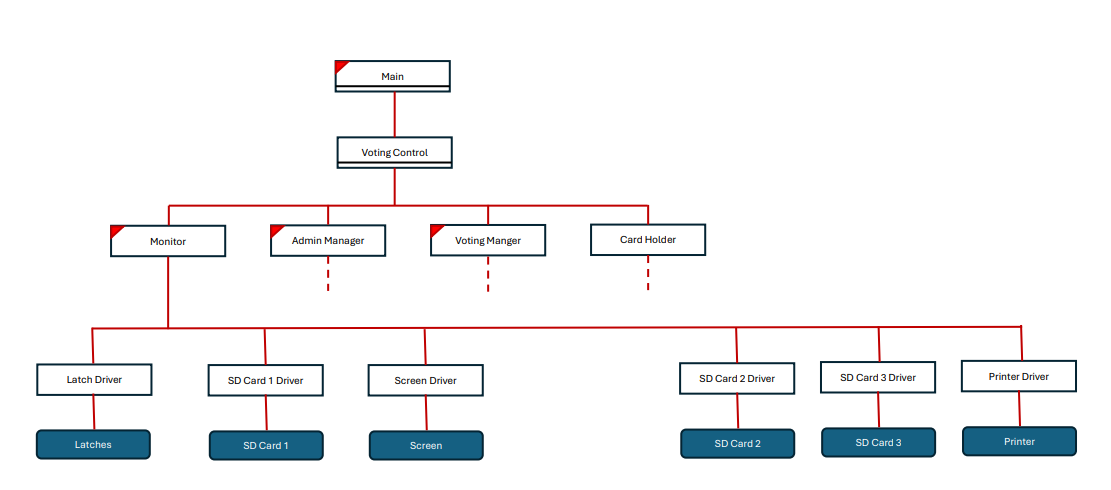 Main
Voting Control
Monitor
Admin Manager
Voting Manger
Card Holder
Latch Driver
SD Card 1 Driver
Screen Driver
SD Card 2 Driver
SD Card 3 Driver
Printer Driver
Latches
SD Card 1
Screen
SD Card 2
SD Card 3
Printer